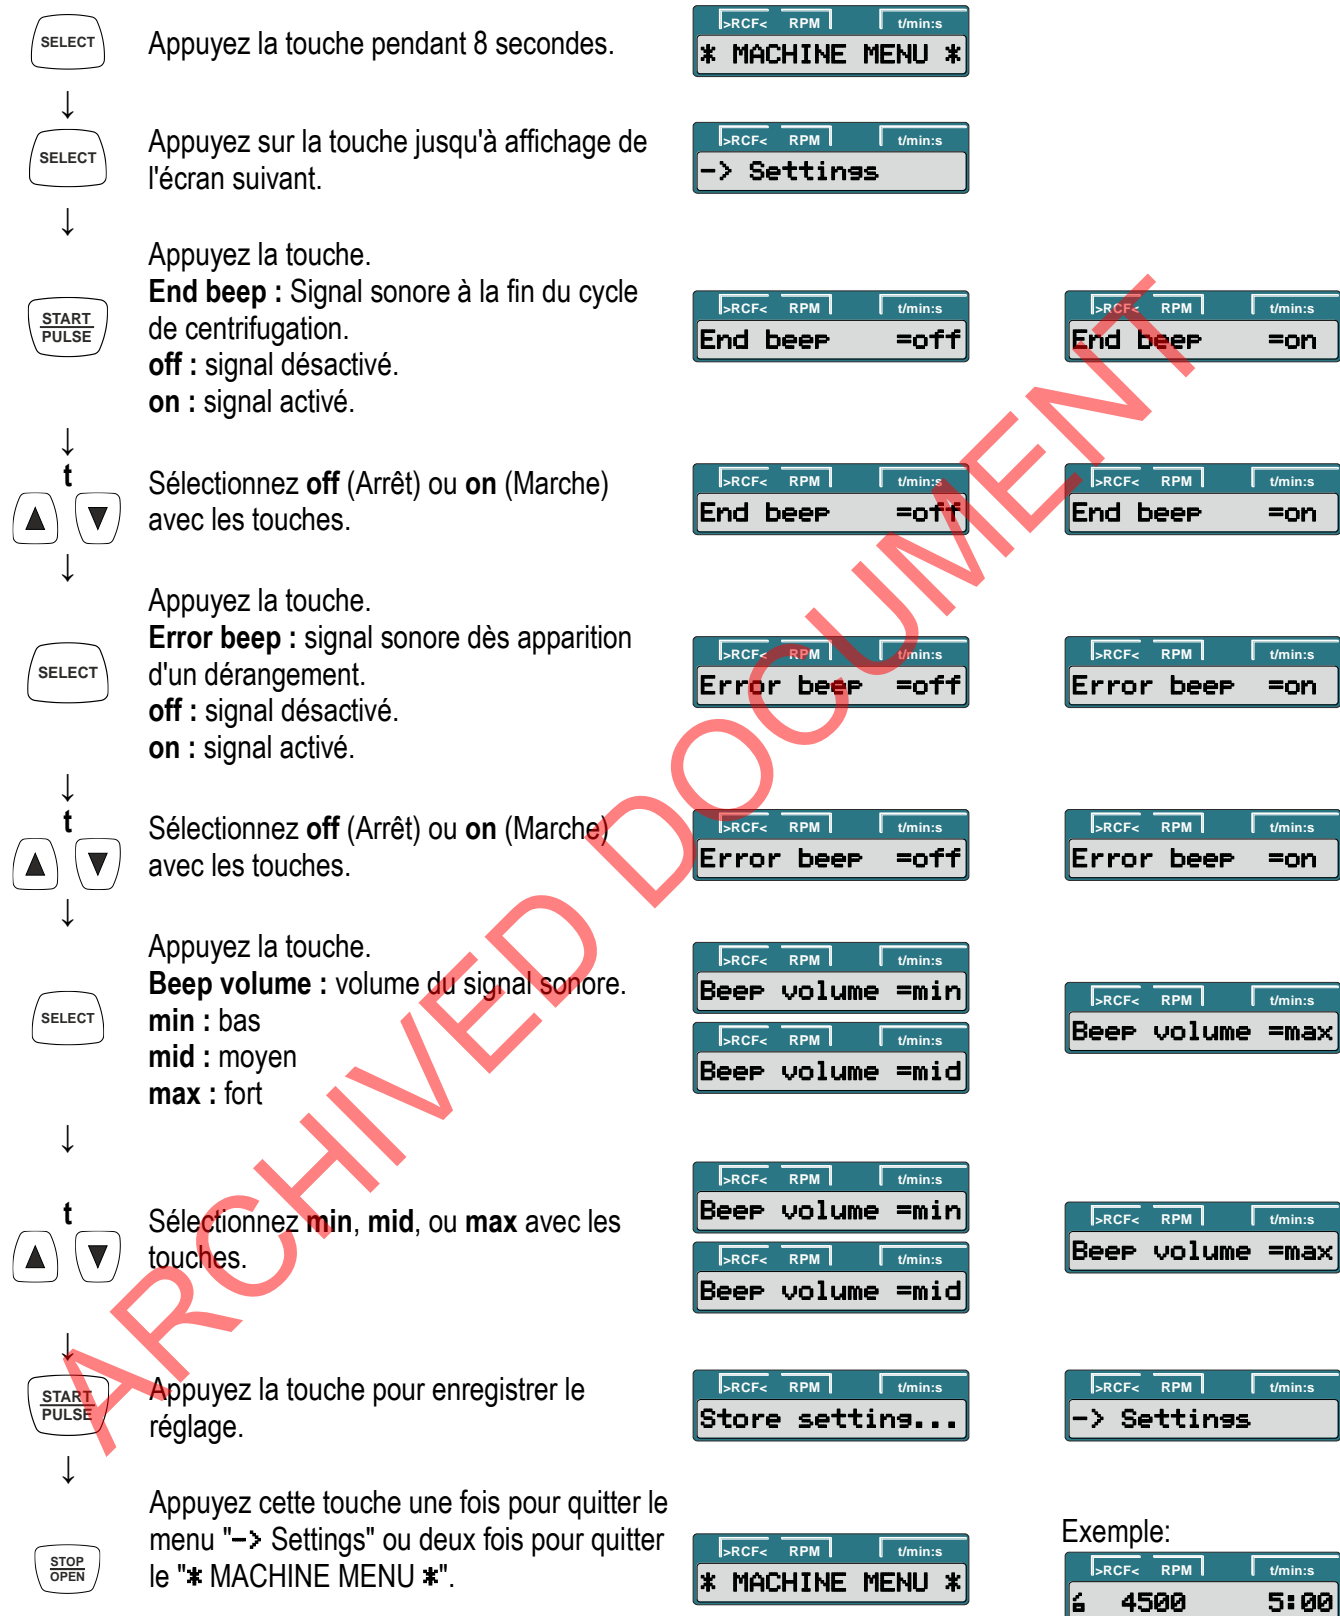 SELECT
Appuyez la touche pendant 8 secondes.
>RCF< RPM t/min:s
* MACHINE MENU *
↓
SELECT
Appuyez sur la touche jusqu'à affichage de
l'écran suivant.
>RCF< RPM t/min:s
-> Settings
↓
START
PULSE
Appuyez la touche.
End beep : Signal sonore à la fin du cycle
de centrifugation.
off : signal désactivé.
on : signal activé.
>RCF< RPM t/min:s
End beep =off
>RCF< RPM t/min:s
End beep =on
↓
t
▲ ▼
Sélectionnez off (Arrêt) ou on (Marche)
avec les touches.
>RCF< RPM t/min:s
End beep =off
>RCF< RPM t/min:s
End beep =on
↓
SELECT
Appuyez la touche.
Error beep : signal sonore dès apparition
d'un dérangement.
off : signal désactivé.
on : signal activé.
>RCF< RPM t/min:s
Error beep =off
>RCF< RPM t/min:s
Error beep =on
↓
t
▲ ▼
Sélectionnez off (Arrêt) ou on (Marche)
avec les touches.
>RCF< RPM t/min:s
Error beep =off
>RCF< RPM t/min:s
Error beep =on
↓
SELECT
Appuyez la touche.
Beep volume : volume du signal sonore.
min : bas
mid : moyen
max : fort
>RCF< RPM t/min:s
Beep volume =min
>RCF< RPM t/min:s
Beep volume =mid
>RCF< RPM t/min:s
Beep volume =max
↓
t
▲ ▼
Sélectionnez min, mid, ou max avec les
touches.
>RCF< RPM t/min:s
Beep volume =min
>RCF< RPM t/min:s
Beep volume =mid
>RCF< RPM t/min:s
Beep volume =max
↓
START
PULSE
Appuyez la touche pour enregistrer le
réglage.
>RCF< RPM t/min:s
Store setting...
>RCF< RPM t/min:s
-> Settings
↓
STOP
OPEN
Appuyez cette touche une fois pour quitter le
menu "-> Settings" ou deux fois pour quitter
le "* MACHINE MENU *".
>RCF< RPM t/min:s
* MACHINE MENU *
Exemple:
>RCF< RPM t/min:s
4500 5:00
ARCHIVED DOCUMENT